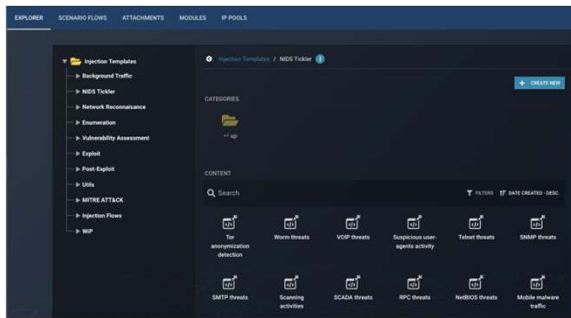 EXPLORER SCENARIO FLOWS ATTACHMENTS MODULES IP POOLS
Injection Templates
Background Traffic
NIDS Tickler
Network Reconnaisance
Enumeration
Vulnerability Assessment
Exploit
Post-Exploit
Utils
MITRE ATT&CK
Injection Flows
WIP
Injection Templates / NIDS Tickler
+ CREATE NEW
CATEGORIES
up
CONTENT
Search
FILTERS DATE CREATED - DESC.
Tor anonymization detection
Worm threats
VOIP threats
Suspicious user-agents activity
Telnet threats
SNMP threats
SMTP threats
Scanning activities
SCADA threats
RPC threats
NetBIOS threats
Mobile malware traffic